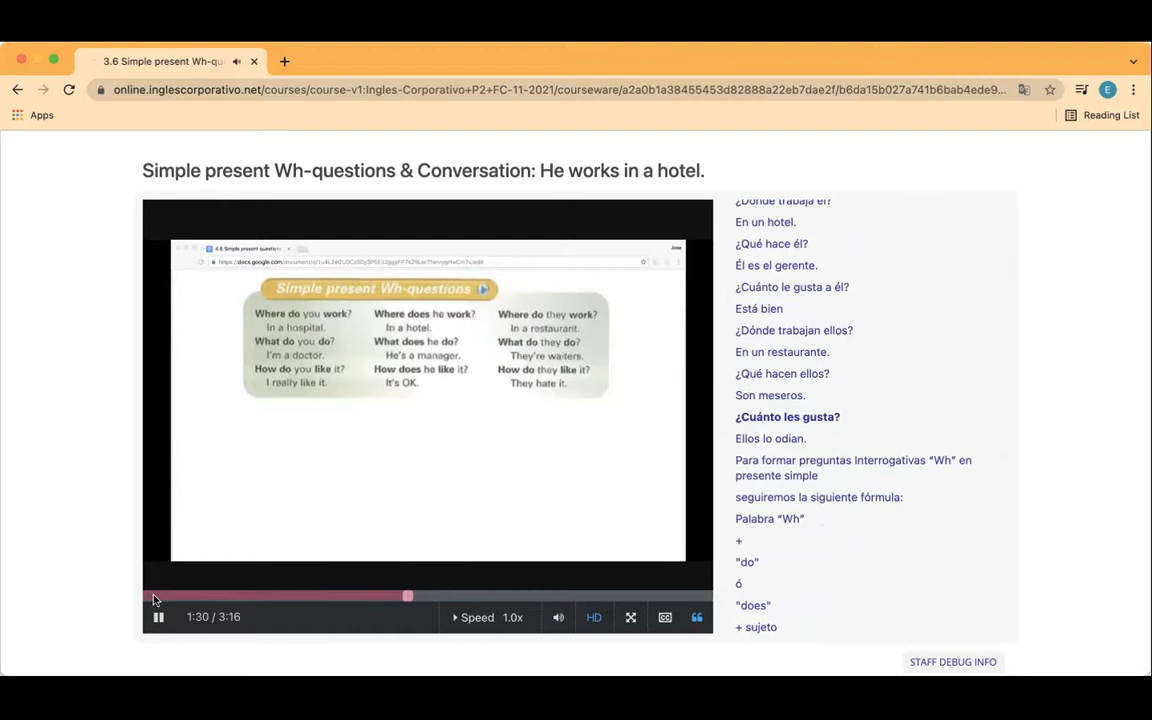 3.6 Simple present Wh-qu
online.inglescorporativo.net/courses/course-v1:Ingles-Corporativo+P2+FC-11-2021/courseware/a2a0b1a38455453d82888a22eb7dae2f/b6da15b027a741b6bab4ede9...
E
Apps
Reading List
Simple present Wh-questions & Conversation: He works in a hotel.
4.6 Simple present question
Jose
Simple present Wh-questions
Where do you work?
In a hospital.
What do you do?
I'm a doctor.
How do you like it?
I really like it.
Where does he work?
In a hotel.
What does he do?
He's a manager.
How does he like it?
It's OK.
Where do they work?
In a restaurant.
What do they do?
They're waiters.
How do they like it?
They hate it.
1:30 / 3:16
Speed 1.0x
HD
¿Dónde trabaja él?
En un hotel.
¿Qué hace él?
Él es el gerente.
¿Cuánto le gusta a él?
Está bien
¿Dónde trabajan ellos?
En un restaurante.
¿Qué hacen ellos?
Son meseros.
¿Cuánto les gusta?
Ellos lo odian.
Para formar preguntas Interrogativas “Wh” en
presente simple
seguiremos la siguiente fórmula:
Palabra “Wh”
+
"do"
ó
"does"
+ sujeto
STAFF DEBUG INFO